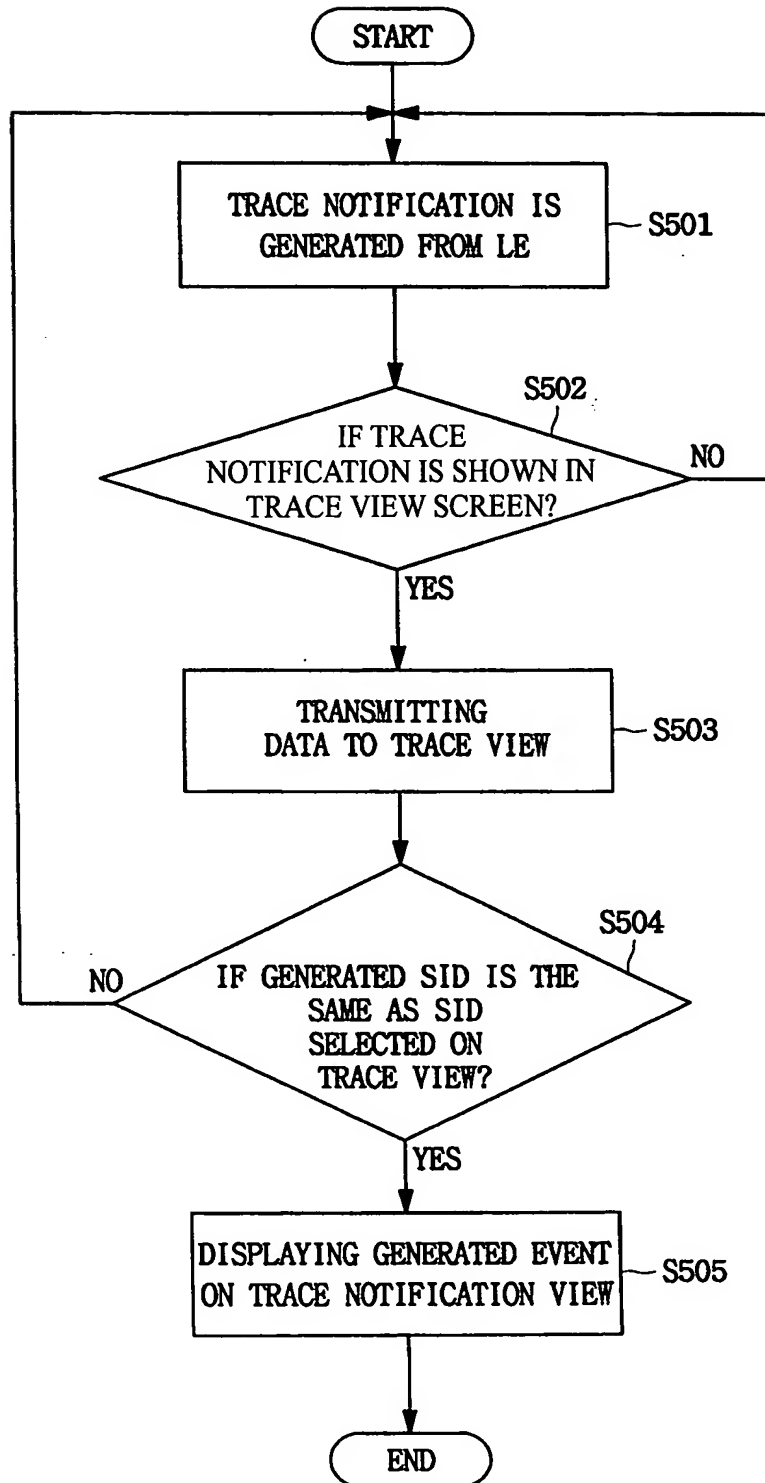 START
TRACE NOTIFICATION IS
GENERATED FROM LE
S501
S502
IF TRACE
NOTIFICATION IS SHOWN IN
TRACE VIEW SCREEN?
NO
YES
TRANSMITTING
DATA TO TRACE VIEW
S503
S504
NO
IF GENERATED SID IS THE
SAME AS SID
SELECTED ON
TRACE VIEW?
YES
DISPLAYING GENERATED EVENT
ON TRACE NOTIFICATION VIEW
S505
END